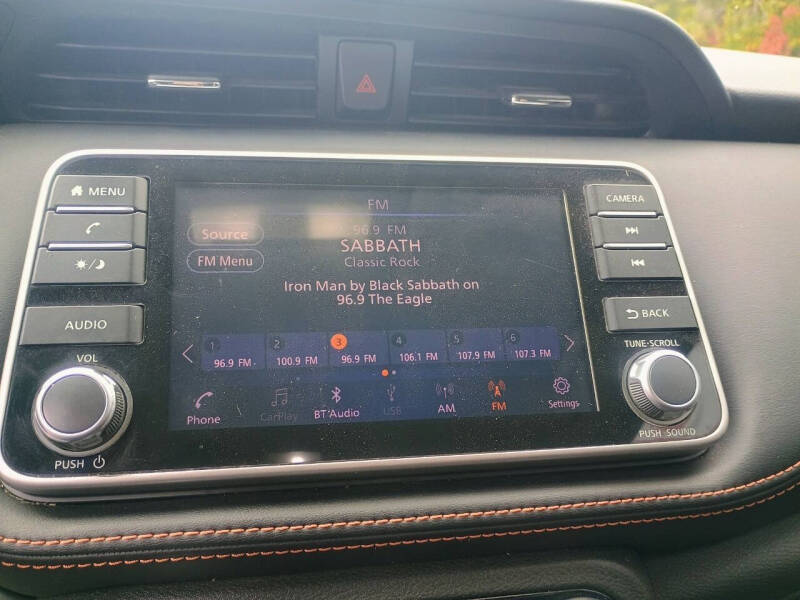 MENU
AUDIO
VOL
PUSH
FM
Source
FM Menu
96.9 FM
SABBATH
Classic Rock
Iron Man by Black Sabbath on
96.9 The Eagle
1 2 3 4 5 6
96.9 FM 100.9 FM 96.9 FM 106.1 FM 107.9 FM 107.3 FM
Phone CarPlay BT Audio USB AM FM Settings
CAMERA
BACK
TUNE·SCROLL
PUSH SOUND